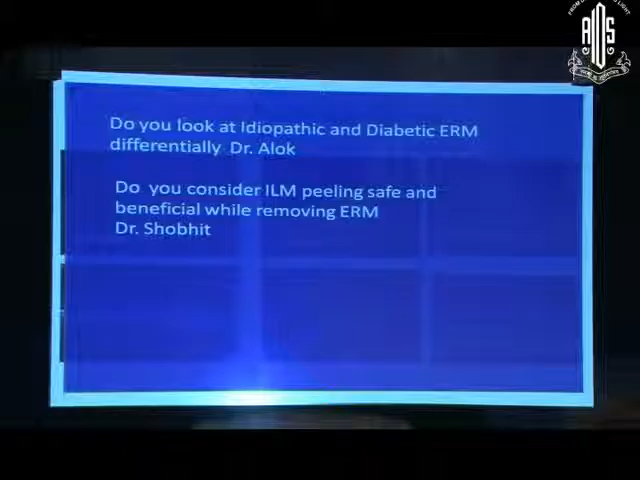 AIOS
Do you look at Idiopathic and Diabetic ERM
differentially Dr. Alok
Do you consider ILM peeling safe and
beneficial while removing ERM
Dr. Shobhit